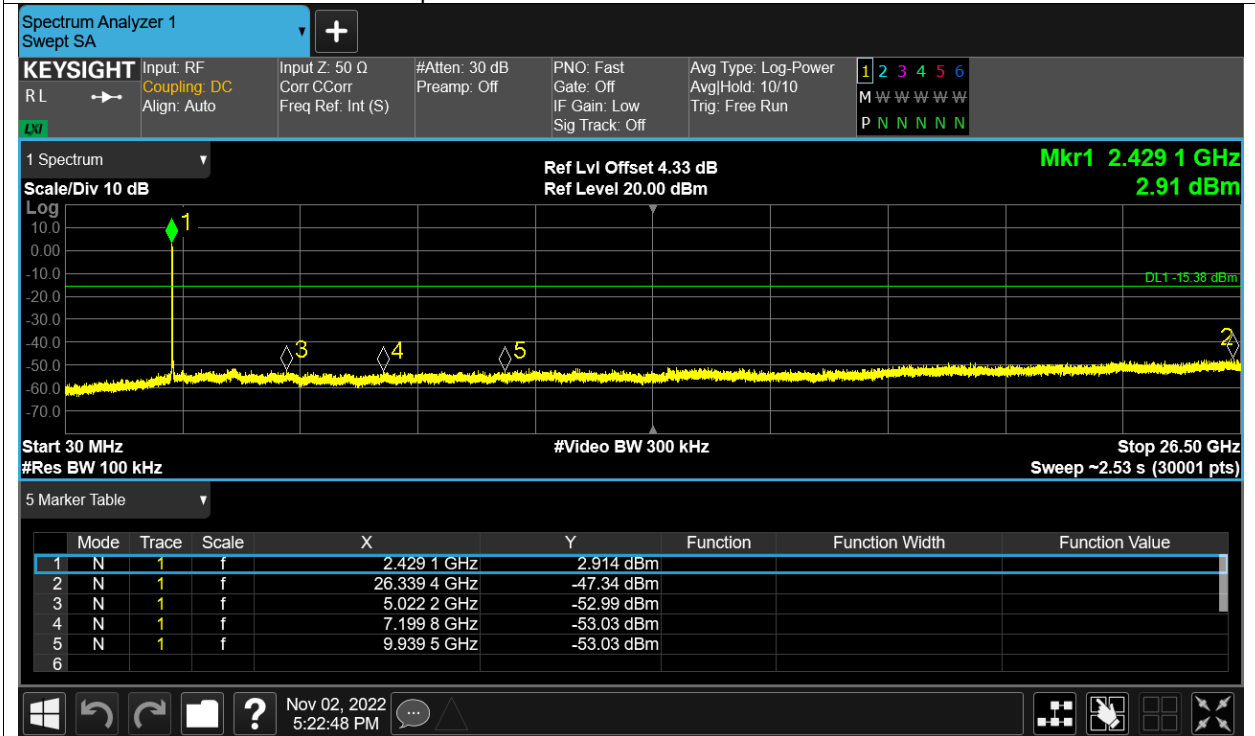 Spectrum Analyzer 1
Swept SA
+
KEYSIGHT
RL
LXI
Input: RF
Coupling: DC
Align: Auto
Input Z: 50 Ω
Corr CCorr
Freq Ref: Int (S)
#Atten: 30 dB
Preamp: Off
PNO: Fast
Gate: Off
IF Gain: Low
Sig Track: Off
Avg Type: Log-Power
Avg|Hold: 10/10
Trig: Free Run
1 2 3 4 5 6
M W W W W W
P N N N N N
1 Spectrum
Scale/Div 10 dB
Ref Lvl Offset 4.33 dB
Ref Level 20.00 dBm
Mkr1 2.429 1 GHz
2.91 dBm
Log
10.0
0.00
-10.0
-20.0
-30.0
-40.0
-50.0
-60.0
-70.0
1
DL1 -15.38 dBm
3
4
5
2
Start 30 MHz
#Video BW 300 kHz
Stop 26.50 GHz
#Res BW 100 kHz
Sweep ~2.53 s (30001 pts)
5 Marker Table
Mode Trace Scale X Y Function Function Width Function Value
1 N 1 f 2.429 1 GHz 2.914 dBm
2 N 1 f 26.339 4 GHz -47.34 dBm
3 N 1 f 5.022 2 GHz -52.99 dBm
4 N 1 f 7.199 8 GHz -53.03 dBm
5 N 1 f 9.939 5 GHz -53.03 dBm
6
?
Nov 02, 2022
5:22:48 PM